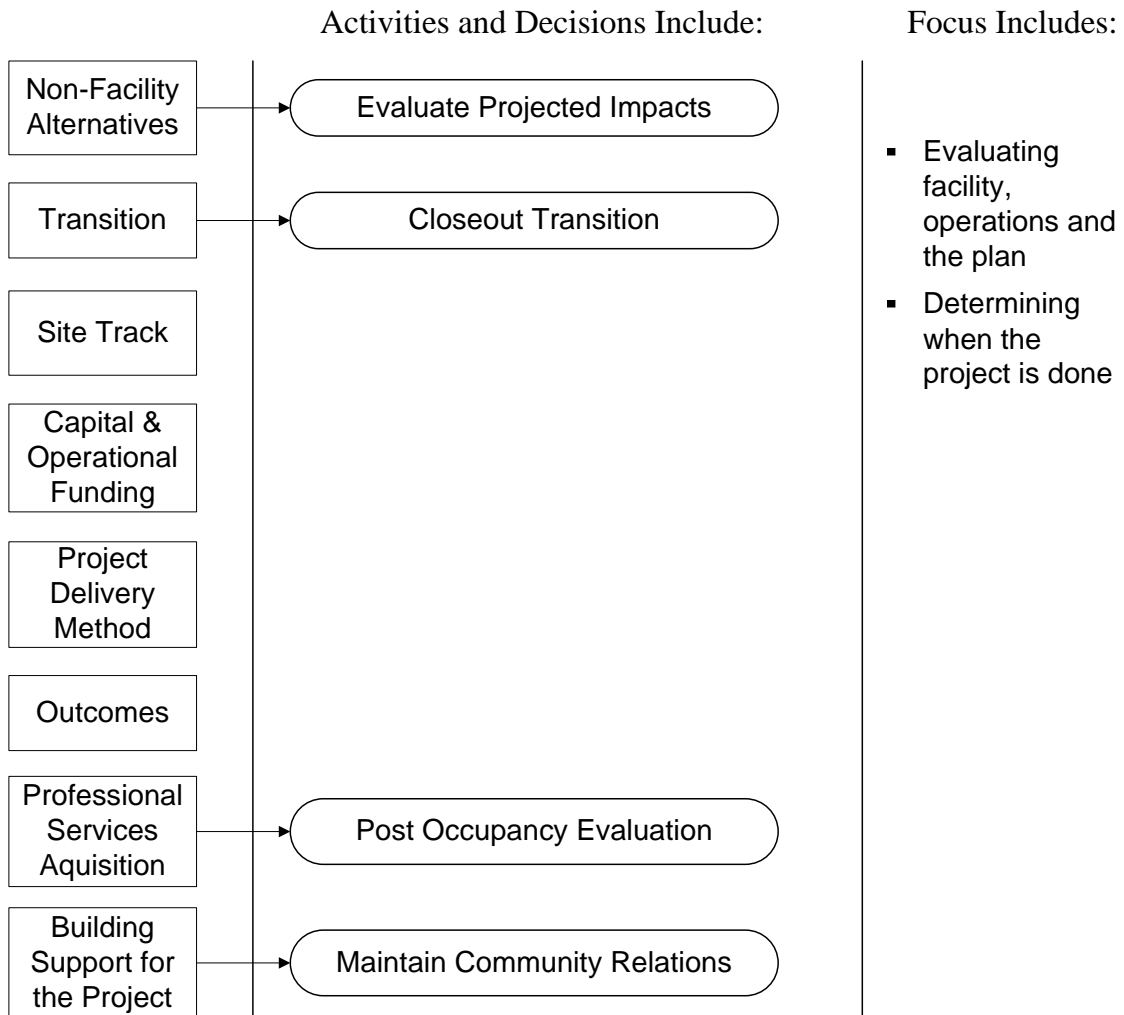 Activities and Decisions Include:
Focus Includes:
Non-Facility
Alternatives
Evaluate Projected Impacts
Transition
Closeout Transition
Site Track
Capital &
Operational
Funding
Project
Delivery
Method
Outcomes
Professional
Services
Aquisition
Post Occupancy Evaluation
Building
Support for
the Project
Maintain Community Relations
▪ Evaluating
facility,
operations and
the plan
▪ Determining
when the
project is done